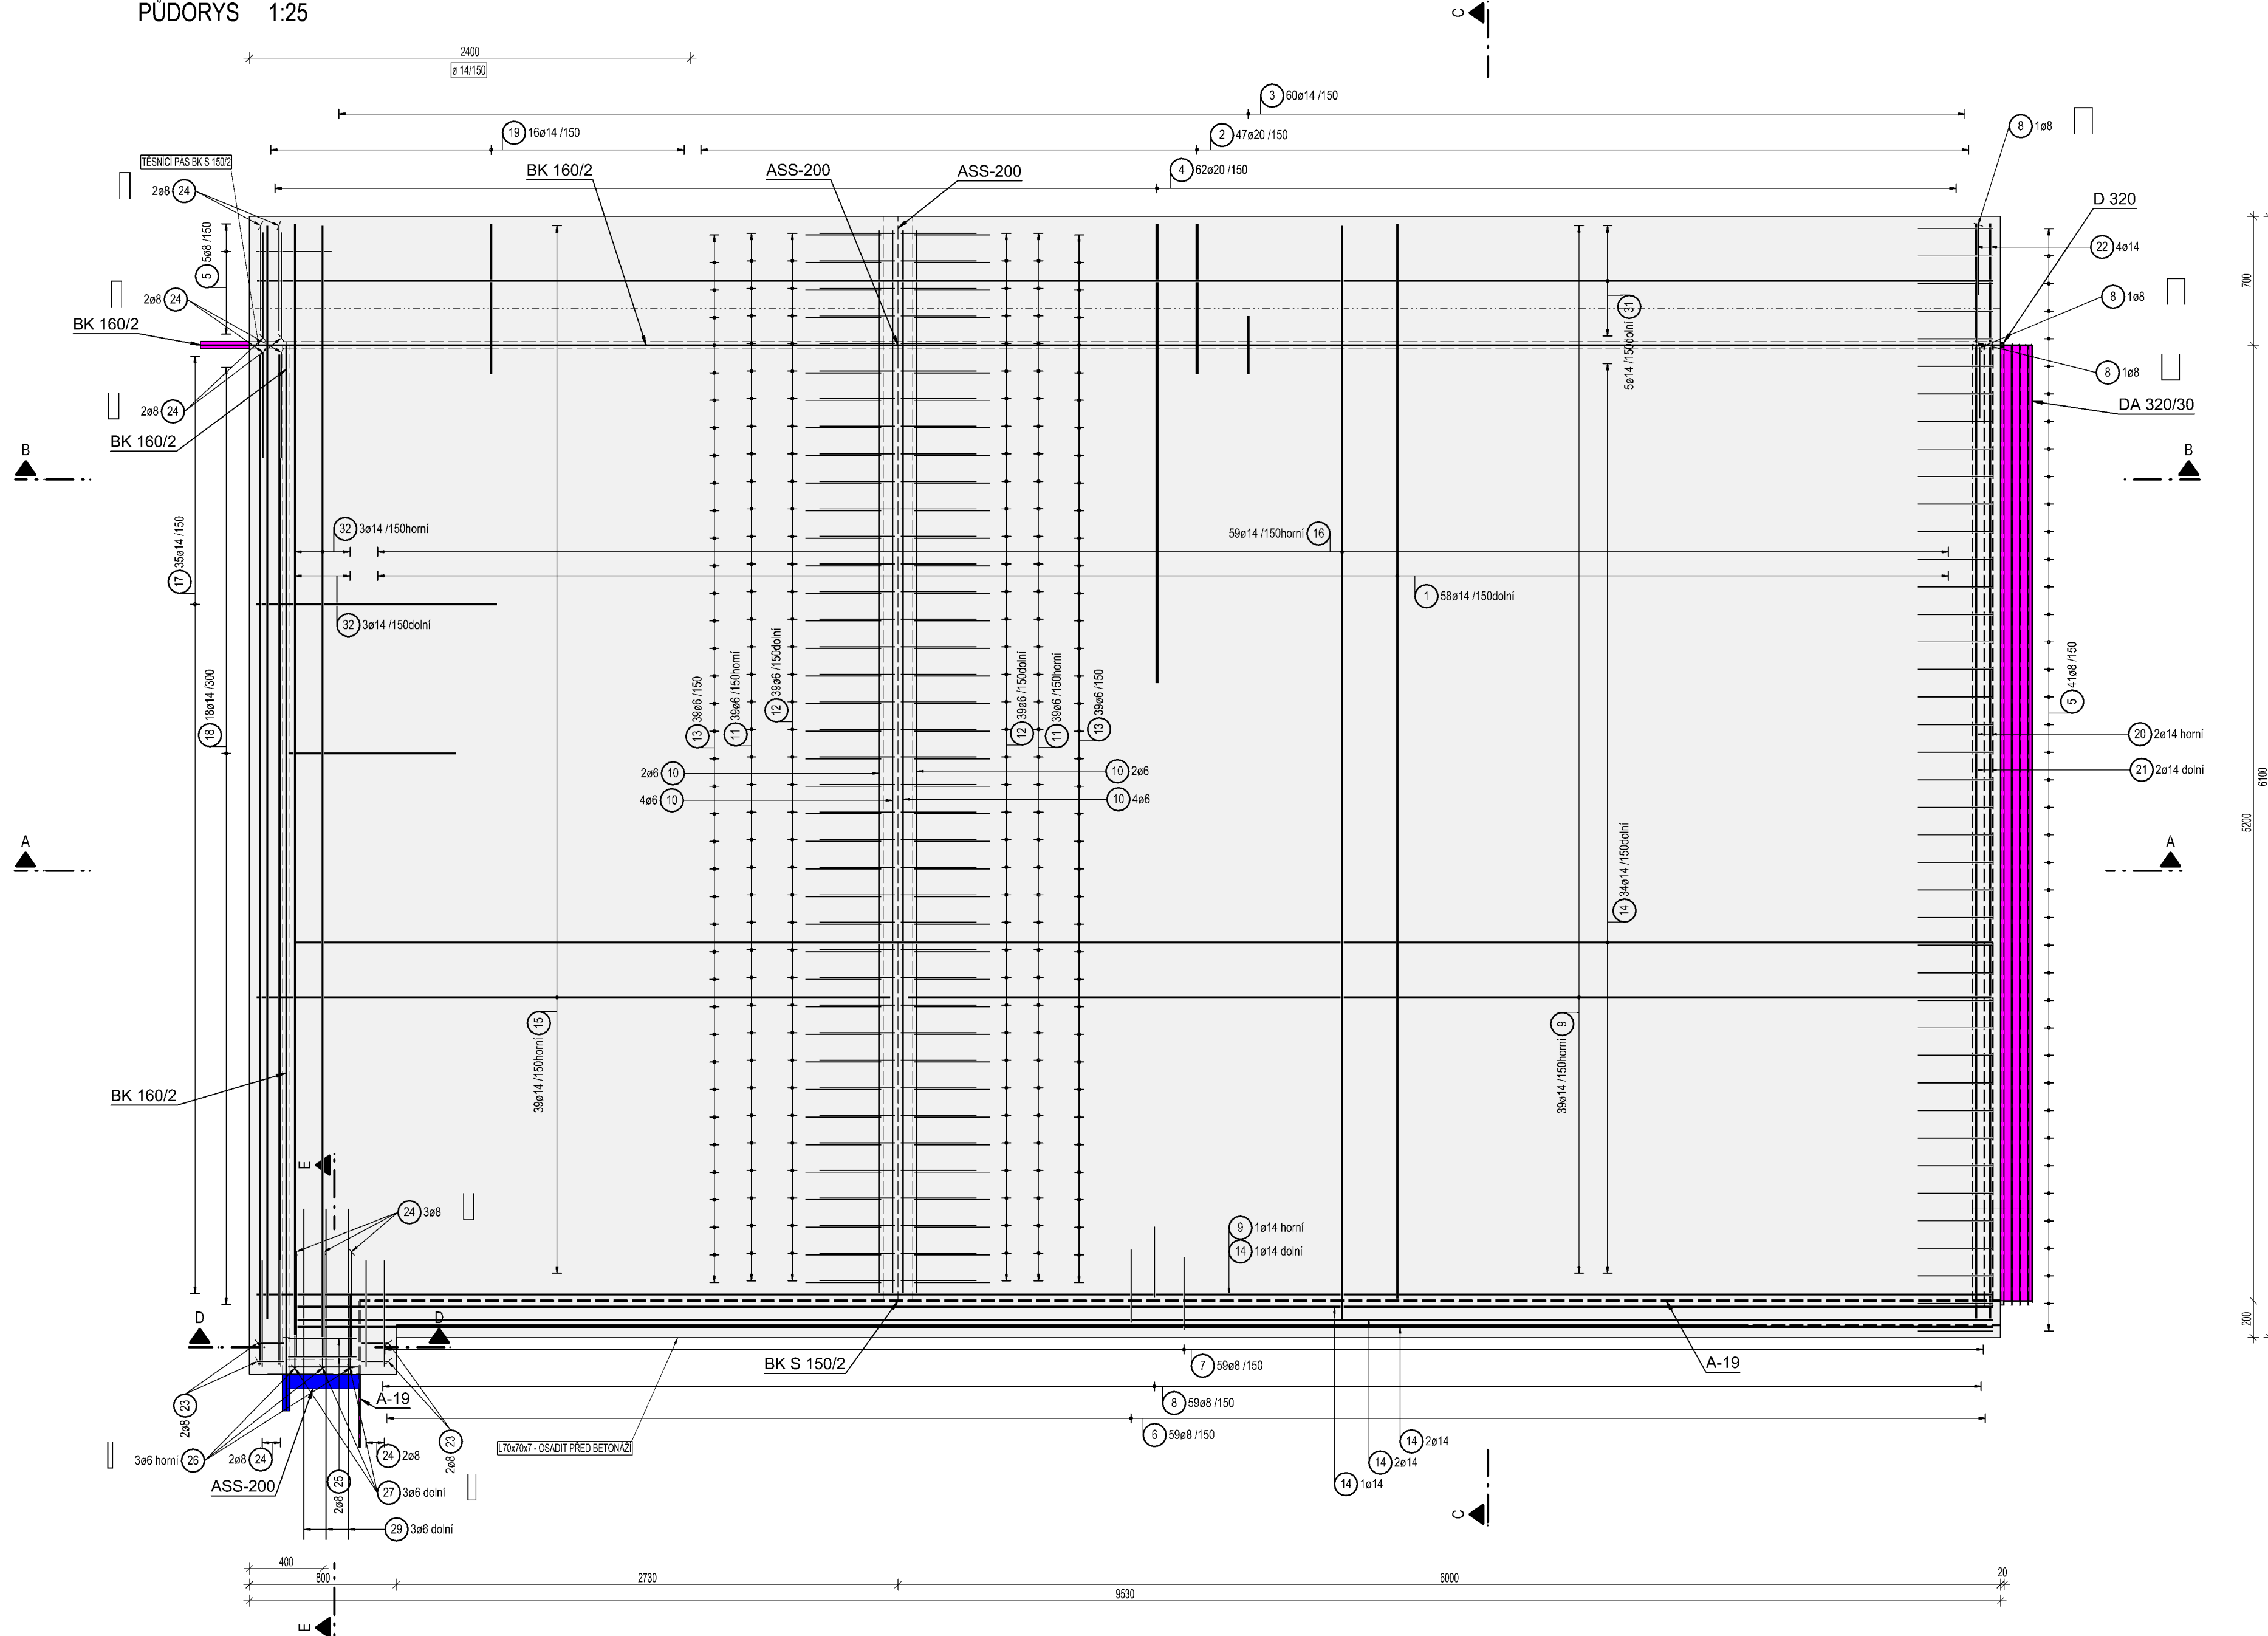 PŮDORYS 1:25
C
2400
ø 14/150
3 60ø14 /150
19 16ø14 /150
2 47ø20 /150
8 1ø8
TĚSNÍCÍ PÁS BK S 150/2
BK 160/2
ASS-200
ASS-200
4 62ø20 /150
2ø8 24
D 320
5 5ø8 /150
22 4ø14
700
2ø8 24
8 1ø8
BK 160/2
5ø14 /150dolní 31
8 1ø8
2ø8 24
DA 320/30
BK 160/2
B
B
17 35ø14 /150
32 3ø14 /150horní
59ø14 /150horní 16
1 58ø14 /150dolní
32 3ø14 /150dolní
18 18ø14 /300
13 39ø6 /150
11 39ø6 /150horní
12 39ø6 /150dolní
12 39ø6 /150dolní
11 39ø6 /150horní
13 39ø6 /150
5 41ø8 /150
20 2ø14 horní
2ø6 10
10 2ø6
21 2ø14 dolní
6100
4ø6 10
10 4ø6
5200
A
A
14 34ø14 /150dolní
39ø14 /150horní 15
39ø14 /150horní 9
BK 160/2
E
24 3ø8
9 1ø14 horní
14 1ø14 dolní
D
D
200
BK S 150/2
7 59ø8 /150
A-19
A-19
8 59ø8 /150
2ø8 23
2ø8 23
6 59ø8 /150
14 2ø14
L70x70x7 - OSADIT PŘED BETONÁŽÍ
3ø6 horní 26
2ø8 24
24 2ø8
14 2ø14
ASS-200
2ø8 25
27 3ø6 dolní
14 1ø14
C
29 3ø6 dolní
400
800
2730
6000
20
9530
E